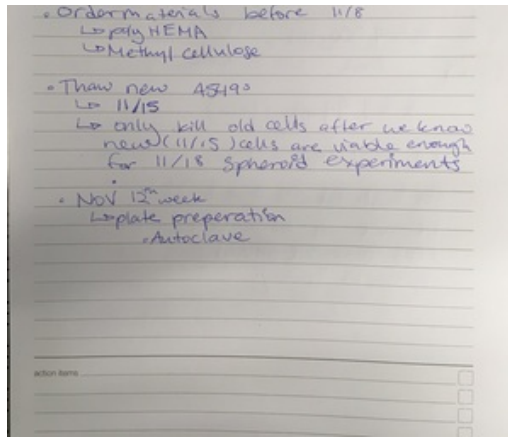 • Order materials before 11/8
↳ poly HEMA
↳ Methyl cellulose
• Thaw new A549s
↳ 11/15
↳ only kill old cells after we know
new (11/15) cells are viable enough
for 11/18 spheroid experiments
• Nov 12th week
↳ plate preperation
• Autoclave
action items